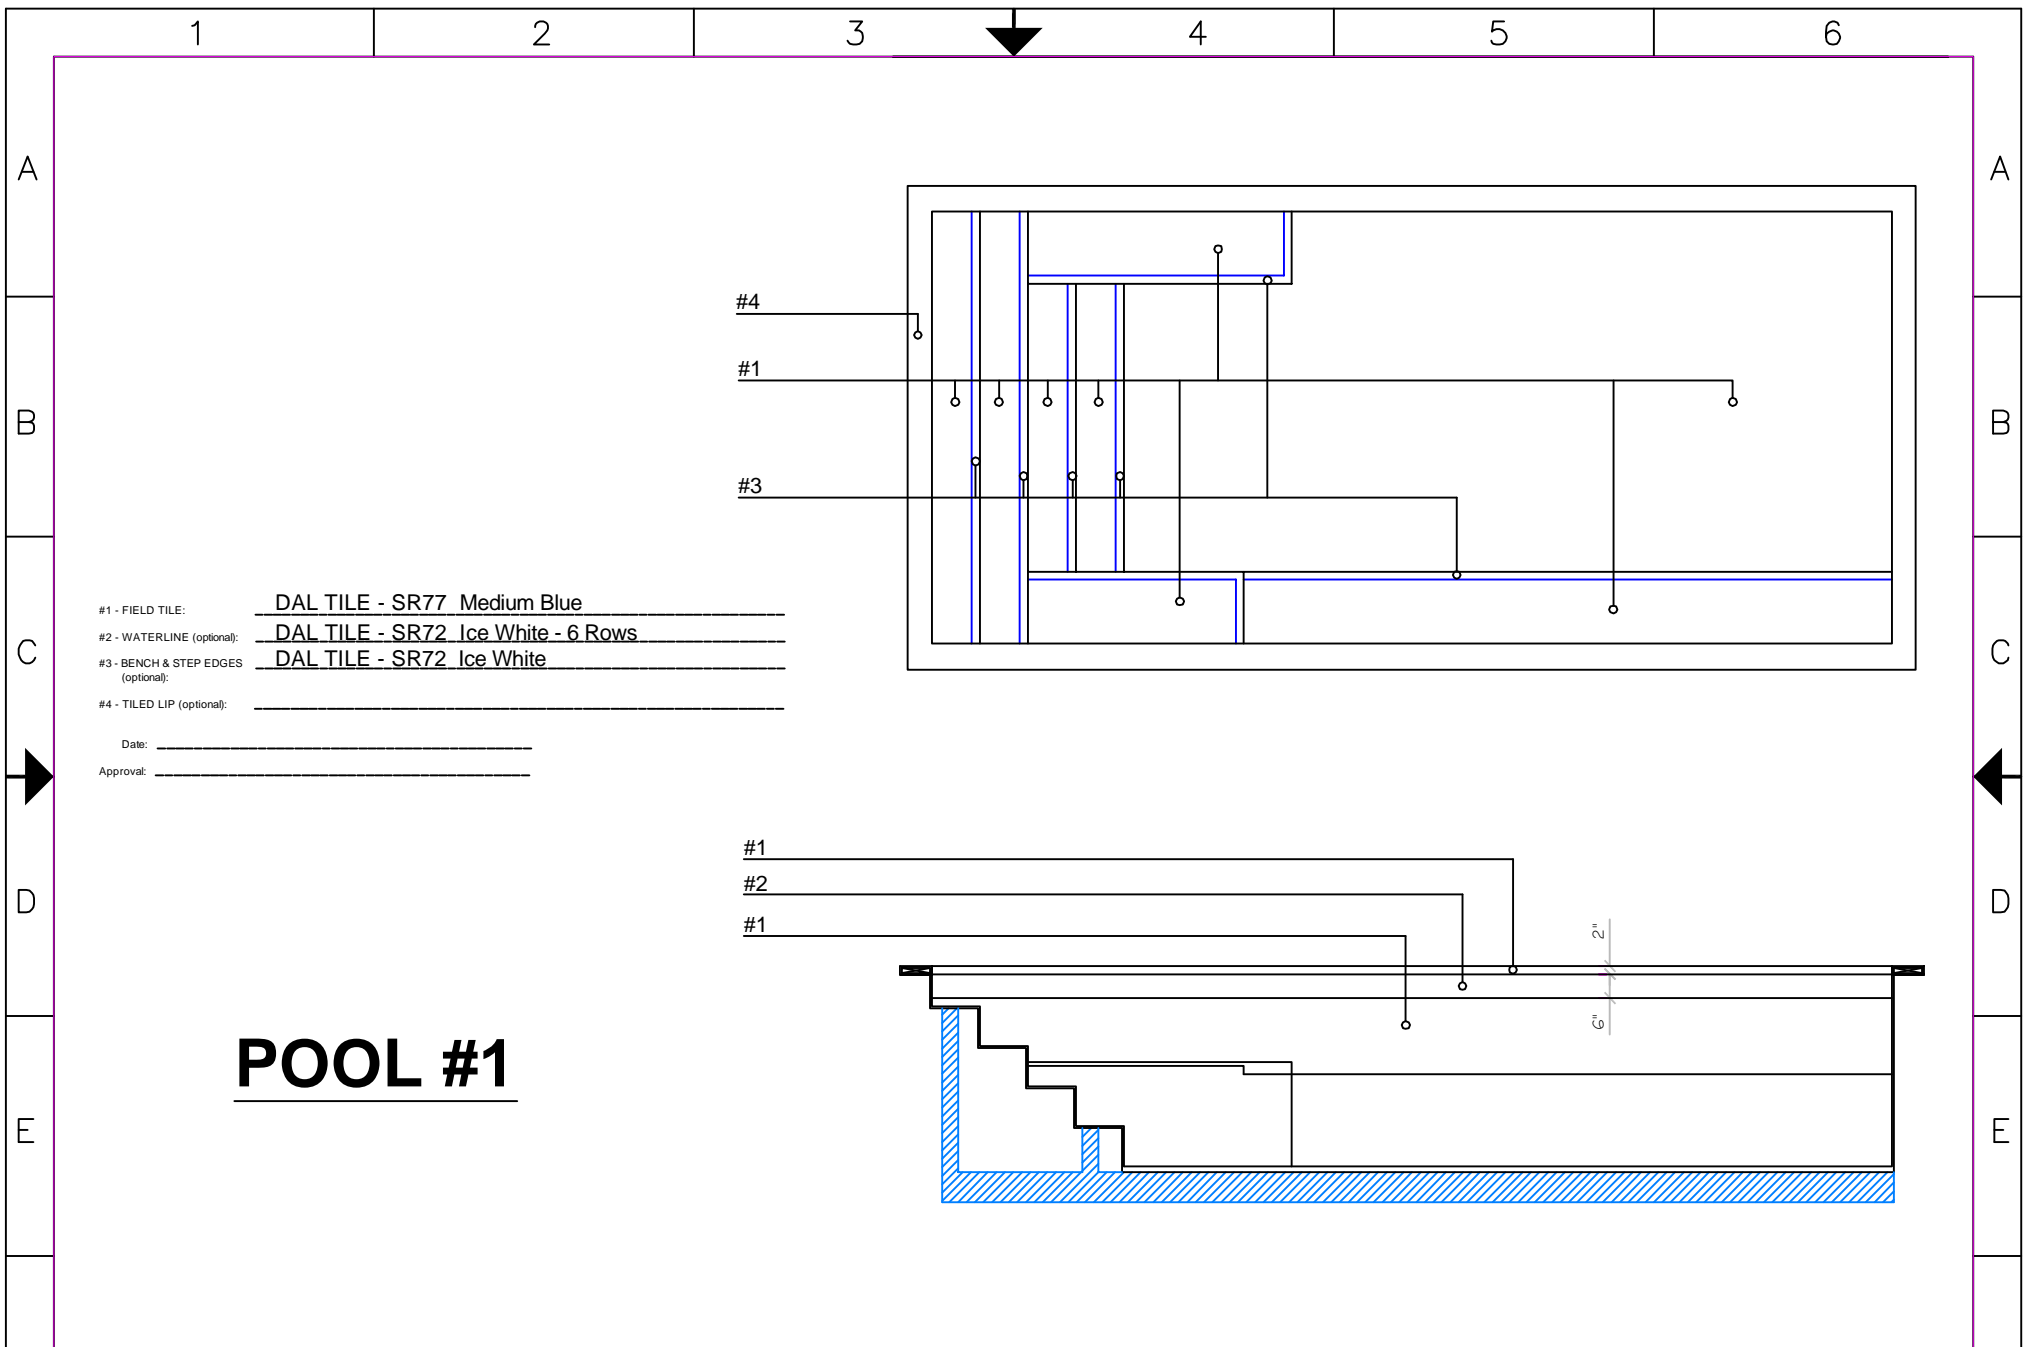 1 2 3 4 5 6
A A
#4
#1
B B
#3
#1 - FIELD TILE: DAL TILE - SR77 Medium Blue
#2 - WATERLINE (optional): DAL TILE - SR72 Ice White - 6 Rows
#3 - BENCH & STEP EDGES DAL TILE - SR72 Ice White
(optional):
C C
#4 - TILED LIP (optional):
Date:
Approval:
#1
#2
D D
#1
2"
6"
POOL #1
E E